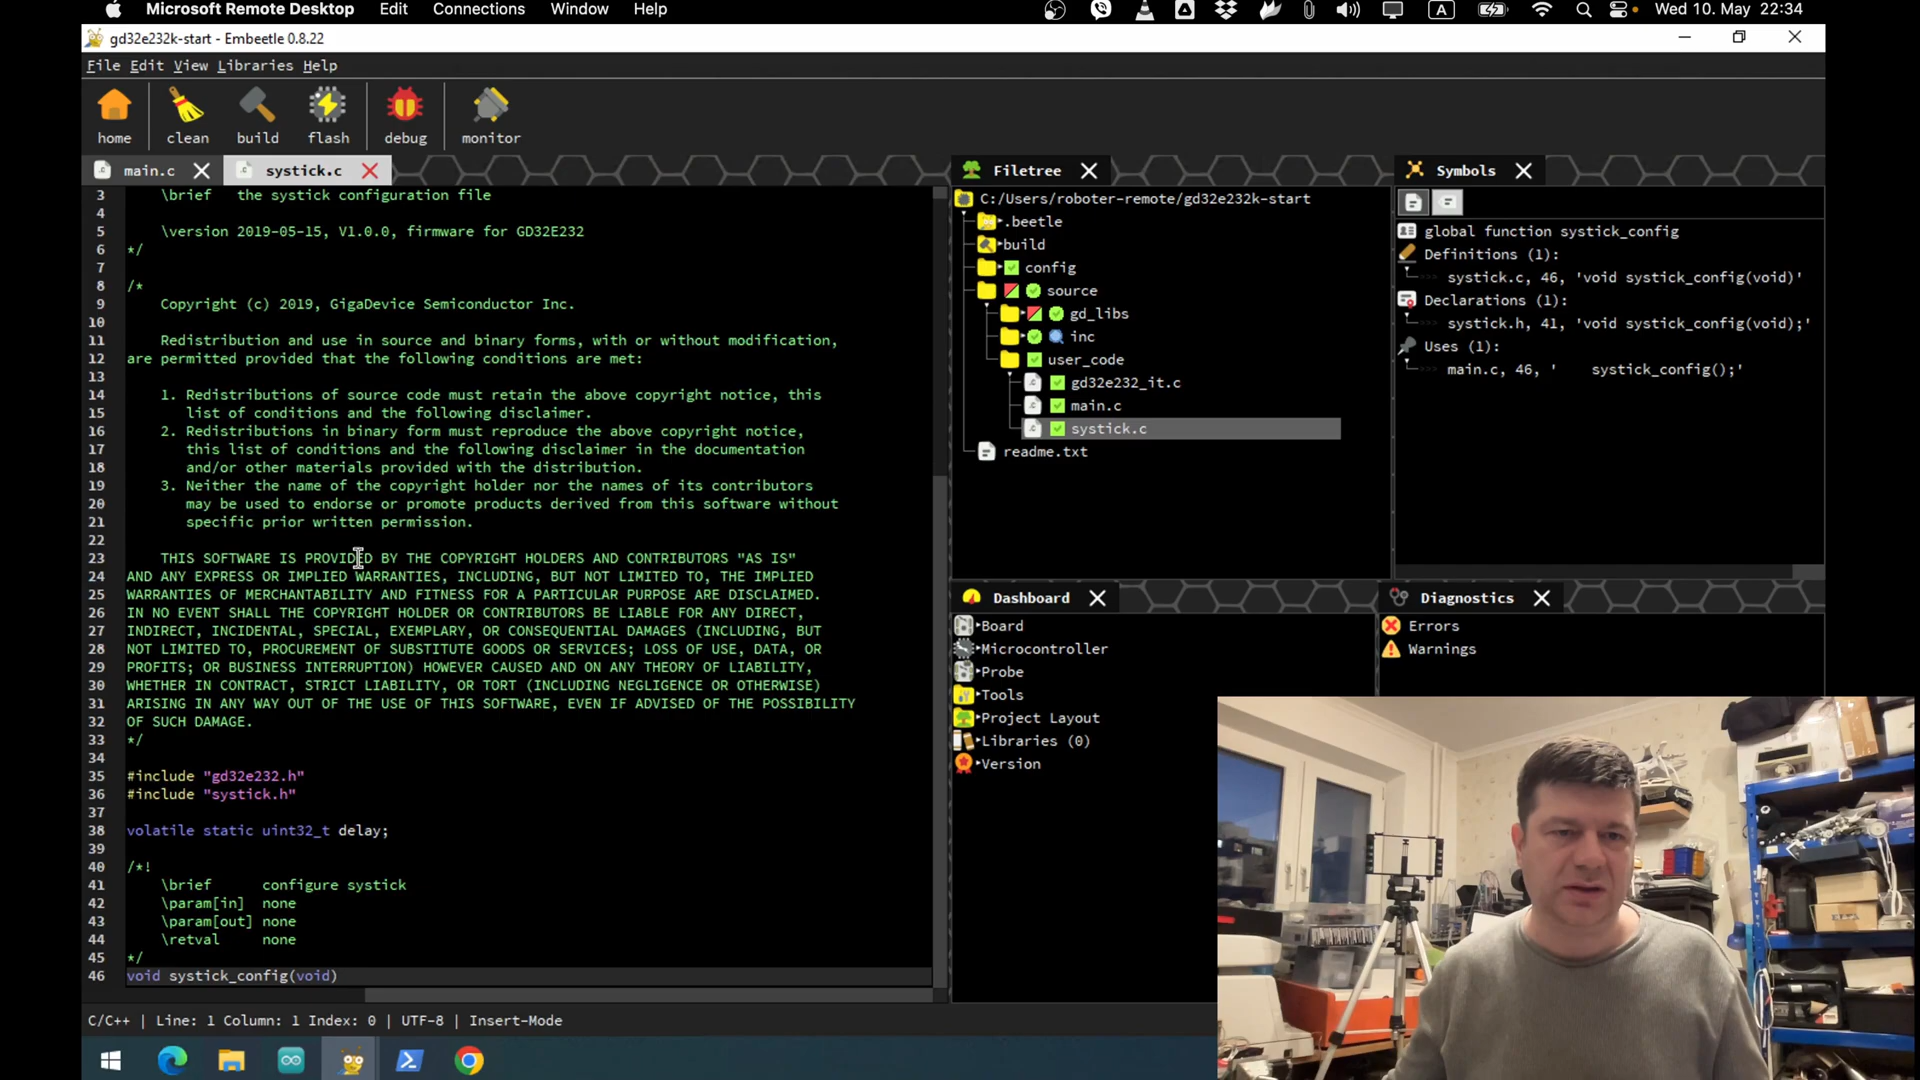 Microsoft Remote Desktop Edit Connections Window Help
A
Wed 10. May 22:34
gd32e232k-start - Embeetle 0.8.22
File Edit View Libraries Help
home clean build flash debug monitor
main.c
systick.c
3 \brief the systick configuration file
4
5 \version 2019-05-15, V1.0.0, firmware for GD32E232
6 */
7
8 /*
9 Copyright (c) 2019, GigaDevice Semiconductor Inc.
10
11 Redistribution and use in source and binary forms, with or without modification,
12 are permitted provided that the following conditions are met:
13
14 1. Redistributions of source code must retain the above copyright notice, this
15 list of conditions and the following disclaimer.
16 2. Redistributions in binary form must reproduce the above copyright notice,
17 this list of conditions and the following disclaimer in the documentation
18 and/or other materials provided with the distribution.
19 3. Neither the name of the copyright holder nor the names of its contributors
20 may be used to endorse or promote products derived from this software without
21 specific prior written permission.
22
23 THIS SOFTWARE IS PROVIDED BY THE COPYRIGHT HOLDERS AND CONTRIBUTORS "AS IS"
24 AND ANY EXPRESS OR IMPLIED WARRANTIES, INCLUDING, BUT NOT LIMITED TO, THE IMPLIED
25 WARRANTIES OF MERCHANTABILITY AND FITNESS FOR A PARTICULAR PURPOSE ARE DISCLAIMED.
26 IN NO EVENT SHALL THE COPYRIGHT HOLDER OR CONTRIBUTORS BE LIABLE FOR ANY DIRECT,
27 INDIRECT, INCIDENTAL, SPECIAL, EXEMPLARY, OR CONSEQUENTIAL DAMAGES (INCLUDING, BUT
28 NOT LIMITED TO, PROCUREMENT OF SUBSTITUTE GOODS OR SERVICES; LOSS OF USE, DATA, OR
29 PROFITS; OR BUSINESS INTERRUPTION) HOWEVER CAUSED AND ON ANY THEORY OF LIABILITY,
30 WHETHER IN CONTRACT, STRICT LIABILITY, OR TORT (INCLUDING NEGLIGENCE OR OTHERWISE)
31 ARISING IN ANY WAY OUT OF THE USE OF THIS SOFTWARE, EVEN IF ADVISED OF THE POSSIBILITY
32 OF SUCH DAMAGE.
33 */
34
35 #include "gd32e232.h"
36 #include "systick.h"
37
38 volatile static uint32_t delay;
39
40 /*!
41 \brief configure systick
42 \param[in] none
43 \param[out] none
44 \retval none
45 */
46 void systick_config(void)
C/C++ | Line: 1 Column: 1 Index: 0 | UTF-8 | Insert-Mode
Filetree
C:/Users/roboter-remote/gd32e232k-start
.beetle
build
config
source
gd_libs
inc
user_code
gd32e232_it.c
main.c
systick.c
readme.txt
Symbols
global function systick_config
Definitions (1):
systick.c, 46, 'void systick_config(void)'
Declarations (1):
systick.h, 41, 'void systick_config(void);'
Uses (1):
main.c, 46, ' systick_config();'
Dashboard
Board
Microcontroller
Probe
Tools
Project Layout
Libraries (0)
Version
Diagnostics
Errors
Warnings